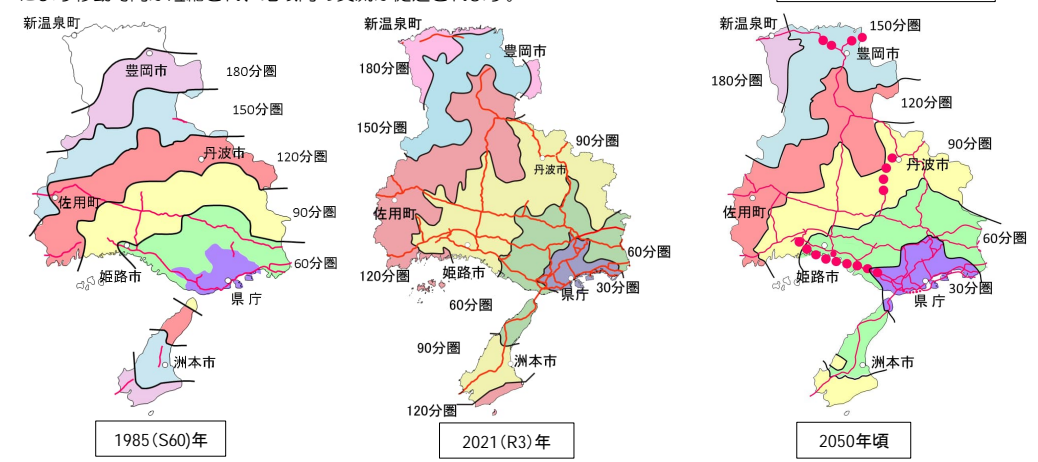 新温泉町
豊岡市
180分圏
150分圏
丹波市
120分圏
佐用町
90分圏
60分圏
姫路市
県庁
洲本市
1985(S60)年
新温泉町
豊岡市
180分圏
150分圏
90分圏
丹波市
佐用町
120分圏
姫路市
60分圏
30分圏
県庁
60分圏
90分圏
洲本市
120分圏
2021(R3)年
新温泉町
150分圏
豊岡市
180分圏
120分圏
90分圏
丹波市
佐用町
60分圏
姫路市
30分圏
県庁
洲本市
2050年頃